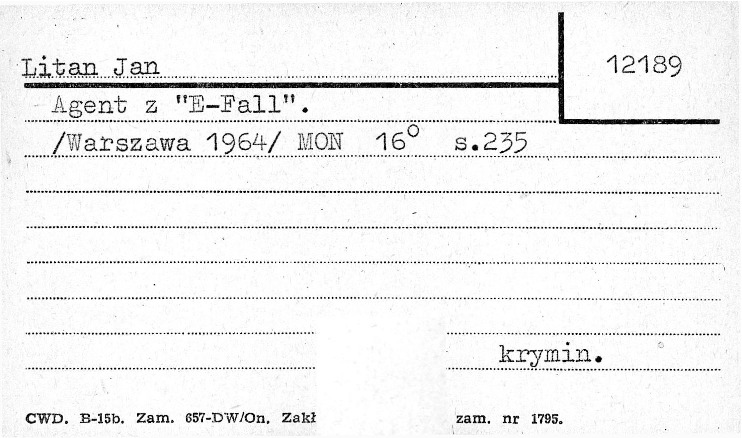 Litan Jan
12189
Agent z "E-Fall".
/Warszawa 1964/ MON 16° s.235
krymin.
CWD. B-15b. Zam. 657-DW/On. Zakł zam. nr 1795.